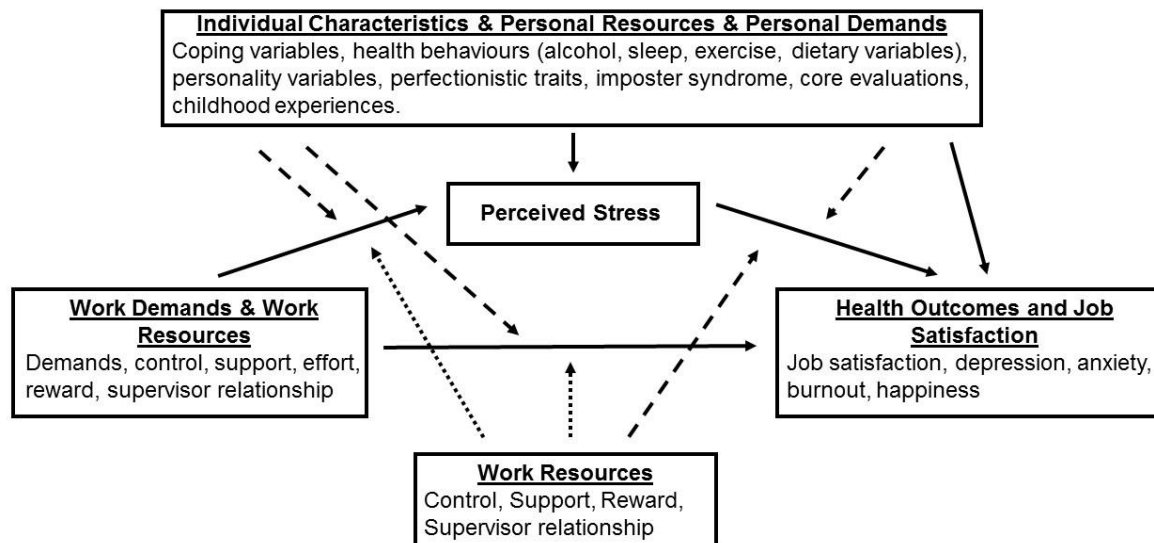 Individual Characteristics & Personal Resources & Personal Demands
Coping variables, health behaviours (alcohol, sleep, exercise, dietary variables),
personality variables, perfectionistic traits, imposter syndrome, core evaluations,
childhood experiences.
Perceived Stress
Work Demands & Work
Resources
Demands, control, support, effort,
reward, supervisor relationship
Health Outcomes and Job
Satisfaction
Job satisfaction, depression, anxiety,
burnout, happiness
Work Resources
Control, Support, Reward,
Supervisor relationship